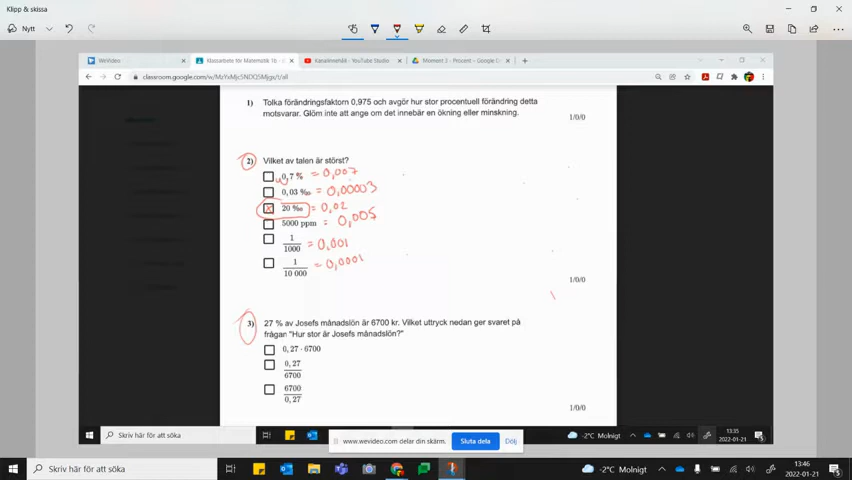 Klipp & skissa
Nytt
WinVideo
Klassarbete för Matematik 1b -
Kanalinnehåll - YouTube Studio
Moment 3 - Procent – Google D
classroom.google.com/w/MzYxMjc5NDQ5Mjgs/t/all
1) Tolka förändringsfaktorn 0,975 och avgör hur stor procentuell förändring detta
motsvarar. Glöm inte att ange om det innebär en ökning eller minskning.
1/0/0
2) Vilket av talen är störst?
0,7 % = 0,007
0,03 ‰ = 0,00003
x 20 ‰ = 0,02
5000 ppm = 0,005
1
1000 = 0,001
1
10 000 = 0,0001
1/0/0
3) 27 % av Josefs månadslön är 6700 kr. Vilket uttryck nedan ger svaret på
frågan "Hur stor är Josefs månadslön?"
0,27 · 6700
0,27
6700
6700
0,27
1/0/0
Skriv här för att söka
www.wevideo.com delar din skärm.
Sluta dela
Dölj
-2°C Molnigt
13:35
2022-01-21
5
Skriv här för att söka
-2°C Molnigt
13:46
2022-01-21
5